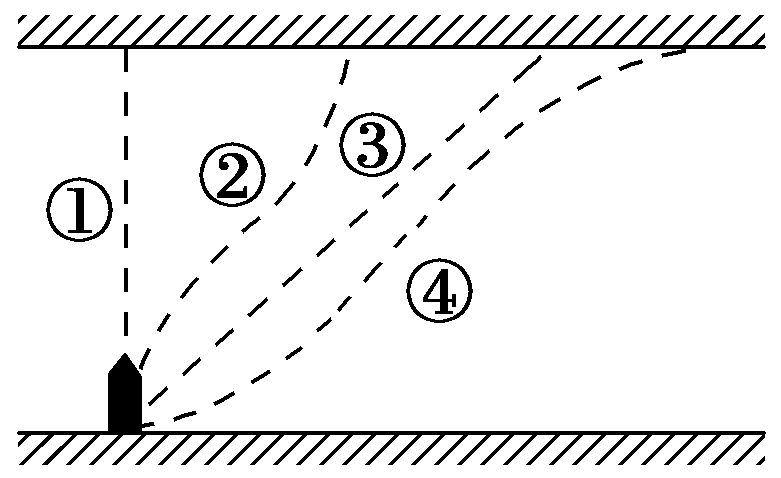 ①
②
③
④